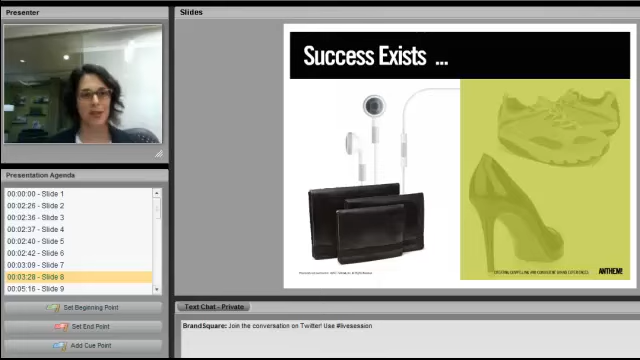 Presenter
Slides
Success Exists ...
ANTHEM!
Presentation Agenda
00:00:00 - Slide 1
00:02:26 - Slide 2
00:02:36 - Slide 3
00:02:37 - Slide 4
00:02:40 - Slide 5
00:02:42 - Slide 6
00:03:09 - Slide 7
00:03:28 - Slide 8
00:05:16 - Slide 9
Set Beginning Point
Set End Point
Add Cue Point
Text Chat - Private
BrandSquare: Join the conversation on Twitter! Use #livesession